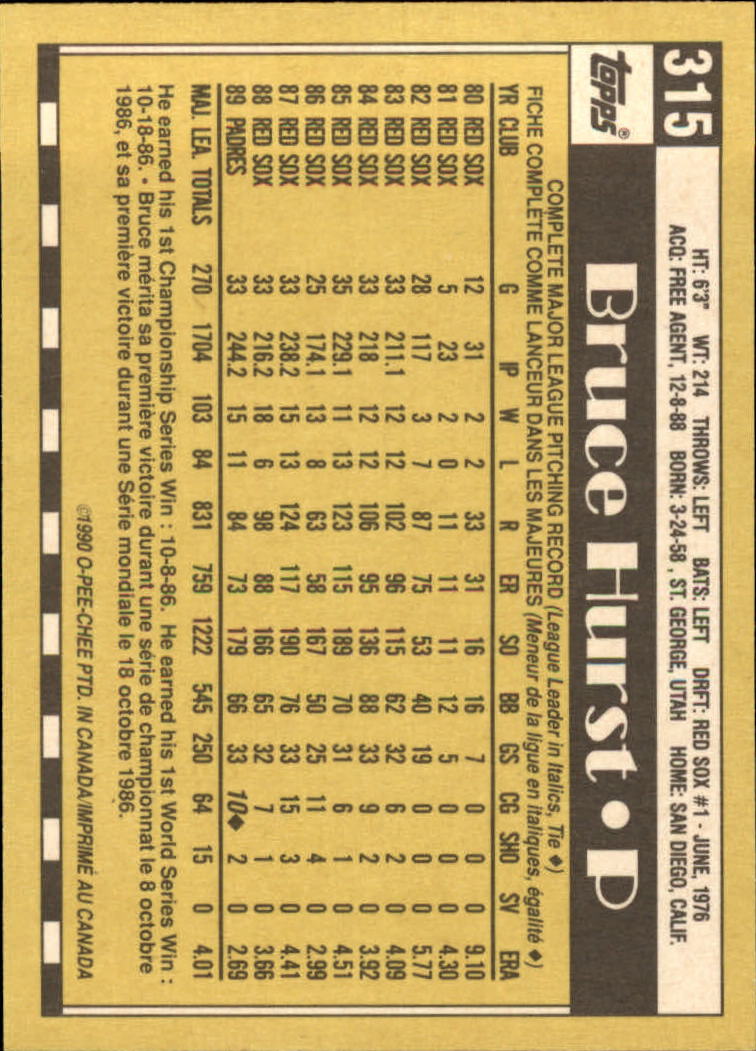 315
HT: 6'3" WT: 214 THROWS: LEFT BATS: LEFT DRFT: RED SOX #1 - JUNE, 1976
ACQ: FREE AGENT, 12-8-88 BORN: 3-24-58 , ST. GEORGE, UTAH HOME: SAN DIEGO, CALIF.
topps®
Bruce Hurst • P
COMPLETE MAJOR LEAGUE PITCHING RECORD (League Leader in Italics, Tie ◆)
FICHE COMPLÈTE COMME LANCEUR DANS LES MAJEURES (Meneur de la ligue en italiques, égalité ◆)
YR CLUB G IP W L R ER SO BB GS CG SHO SV ERA
80 RED SOX 12 31 2 2 33 31 16 16 7 0 0 0 9.10
81 RED SOX 5 23 2 0 11 11 11 12 5 0 0 0 4.30
82 RED SOX 28 117 3 7 87 75 53 40 19 0 0 0 5.77
83 RED SOX 33 211.1 12 12 102 96 115 62 32 6 2 0 4.09
84 RED SOX 33 218 12 12 106 95 136 88 33 9 2 0 3.92
85 RED SOX 35 229.1 11 13 123 115 189 70 31 6 1 0 4.51
86 RED SOX 25 174.1 13 8 63 58 167 50 25 11 4 0 2.99
87 RED SOX 33 238.2 15 13 124 117 190 76 33 15 3 0 4.41
88 RED SOX 33 216.2 18 6 98 88 166 65 32 7 1 0 3.66
89 PADRES 33 244.2 15 11 84 73 179 66 33 10◆ 2 0 2.69
MAJ. LEA. TOTALS 270 1704 103 84 831 759 1222 545 250 64 15 0 4.01
He earned his 1st Championship Series Win : 10-8-86. He earned his 1st World Series Win :
10-18-86. • Bruce mérita sa première victoire durant une série de championnat le 8 octobre
1986, et sa première victoire durant une Série mondiale le 18 octobre 1986.
©1990 O-PEE-CHEE PTD. IN CANADA/IMPRIMÉ AU CANADA